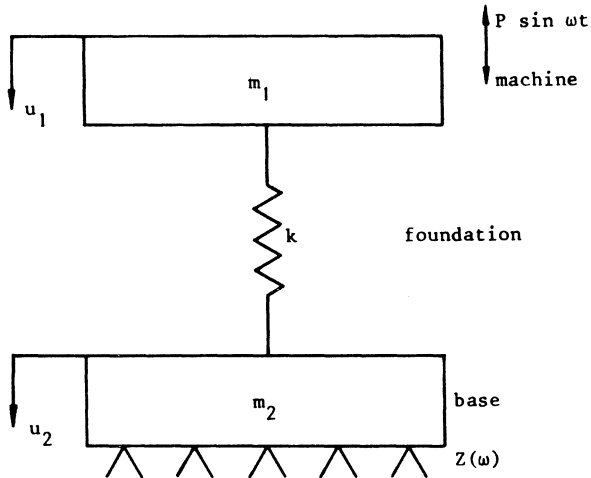 P sin ωt
m1
machine
u1
k
foundation
m2
base
u2
Z(ω)